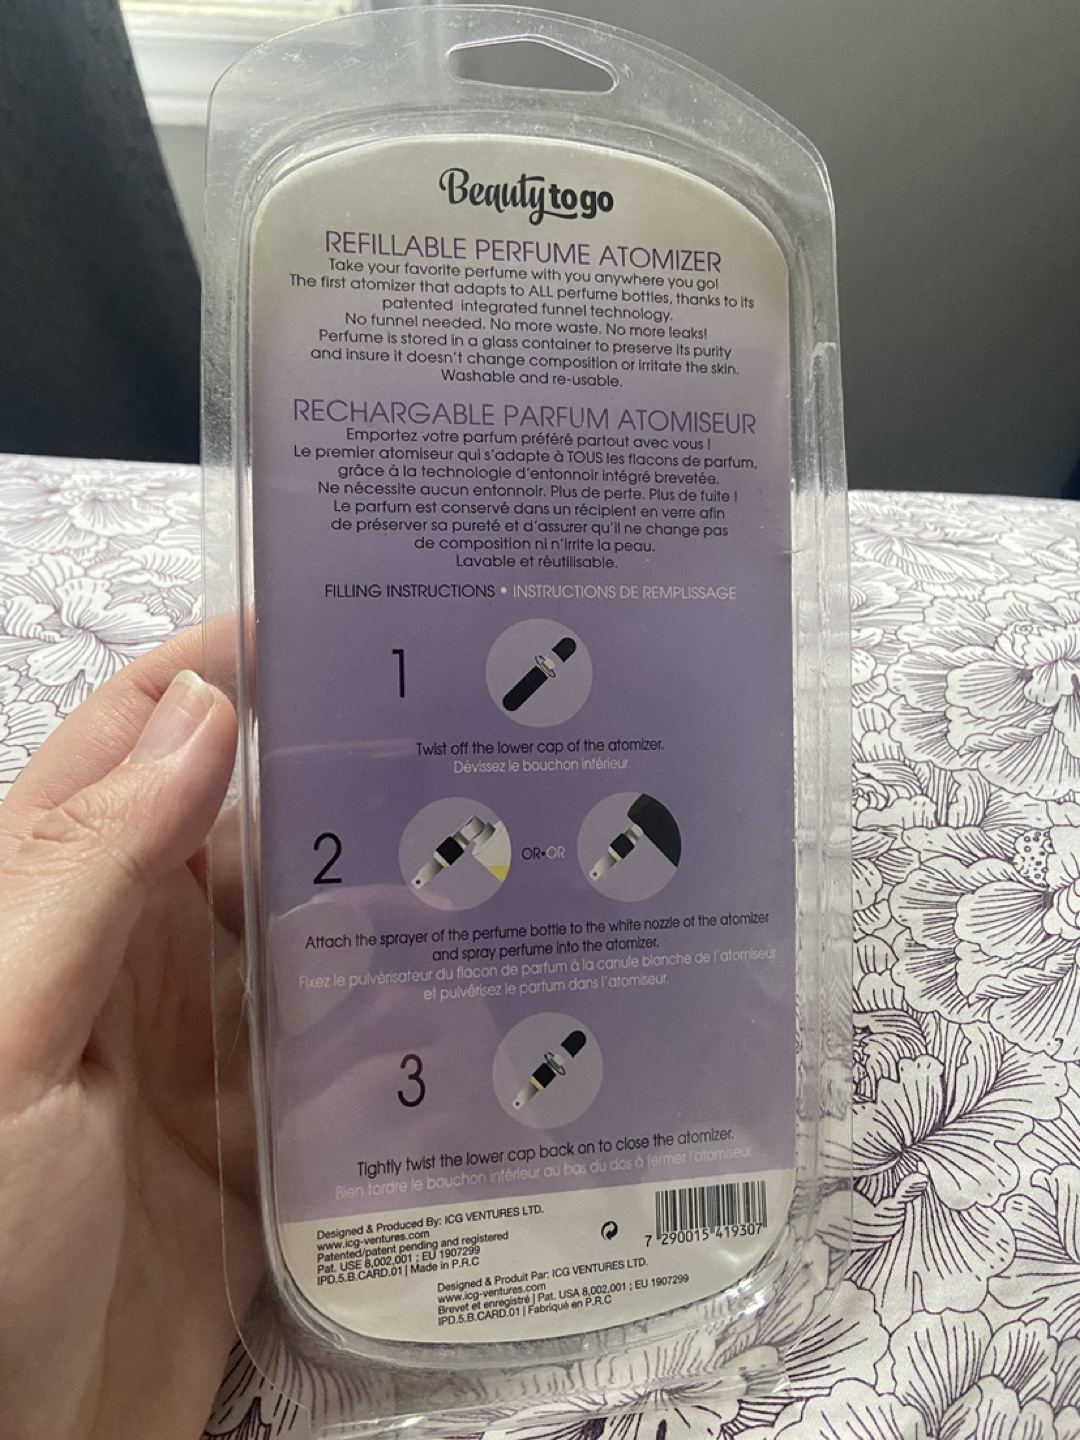 Beauty to go
REFILLABLE PERFUME ATOMIZER
Take your favorite perfume with you anywhere you go!
The first atomizer that adapts to ALL perfume bottles, thanks to its
patented integrated funnel technology.
No funnel needed. No more waste. No more leaks!
Perfume is stored in a glass container to preserve its purity
and insure it doesn't change composition or irritate the skin.
Washable and re-usable.
RECHARGABLE PARFUM ATOMISEUR
Emportez votre parfum préféré partout avec vous !
Le premier atomiseur qui s'adapte à TOUS les flacons de parfum,
grâce à la technologie d'entonnoir intégré brevetée.
Ne nécessite aucun entonnoir. Plus de perte. Plus de fuite !
Le parfum est conservé dans un récipient en verre afin
de préserver sa pureté et d'assurer qu'il ne change pas
de composition ni n'irrite la peau.
Lavable et réutilisable.
FILLING INSTRUCTIONS • INSTRUCTIONS DE REMPLISSAGE
1
Twist off the lower cap of the atomizer.
Dévissez le bouchon inférieur.
2
OR•OR
Attach the sprayer of the perfume bottle to the white nozzle of the atomizer
and spray perfume into the atomizer.
Fixez le pulvérisateur du flacon de parfum à la canule blanche de l'atomiseur
et pulvérisez le parfum dans l'atomiseur.
3
Tightly twist the lower cap back on to close the atomizer.
Bien tordre le bouchon inférieur au bas du dos à fermer l'atomiseur.
Designed & Produced By: ICG VENTURES LTD.
www.icg-ventures.com
Patented/patent pending and registered
Pat. USE 8,002,001 ; EU 1907299
IPD.5.B.CARD.01 | Made in P.R.C
7 290015 419307
Designed & Produit Par: ICG VENTURES LTD.
www.icg-ventures.com
Brevet et enregistré | Pat. USA 8,002,001 ; EU 1907299
IPD.5.B.CARD.01 | Fabriqué en P.R.C